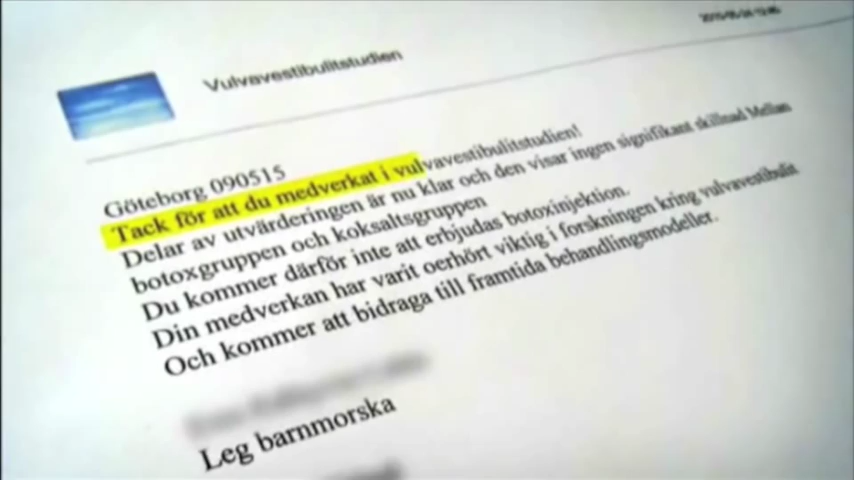 Vulvavestibulitstudien
Göteborg 090515
Tack för att du medverkat i vulvavestibulitstudien!
Delar av utvärderingen är nu klar och den visar ingen signifikant skillnad Mellan
botoxgruppen och koksaltsgruppen
Du kommer därför inte att erbjudas botoxinjektion.
Din medverkan har varit oerhört viktig i forskningen kring vulvavestibulit
Och kommer att bidraga till framtida behandlingsmodeller.
Leg barnmorska